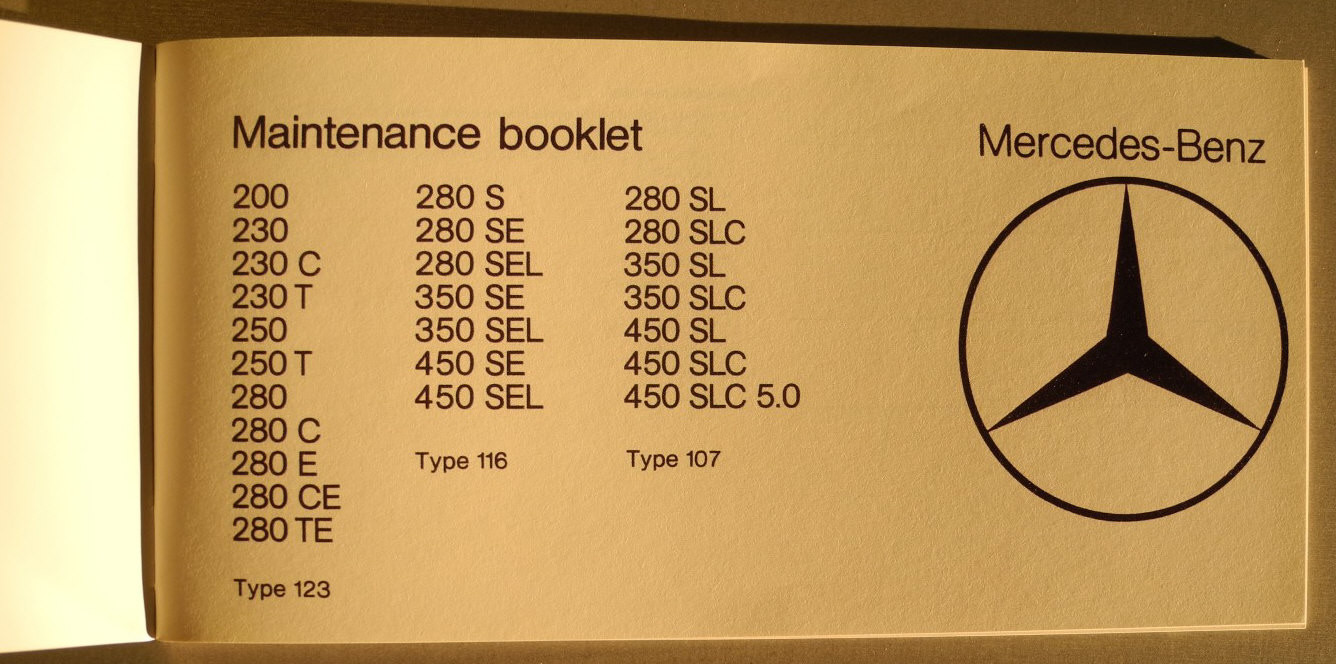 Maintenance booklet
200
230
230 C
230 T
250
250 T
280
280 C
280 E
280 CE
280 TE
Type 123
280 S
280 SE
280 SEL
350 SE
350 SEL
450 SE
450 SEL
Type 116
280 SL
280 SLC
350 SL
350 SLC
450 SL
450 SLC
450 SLC 5.0
Type 107
Mercedes-Benz